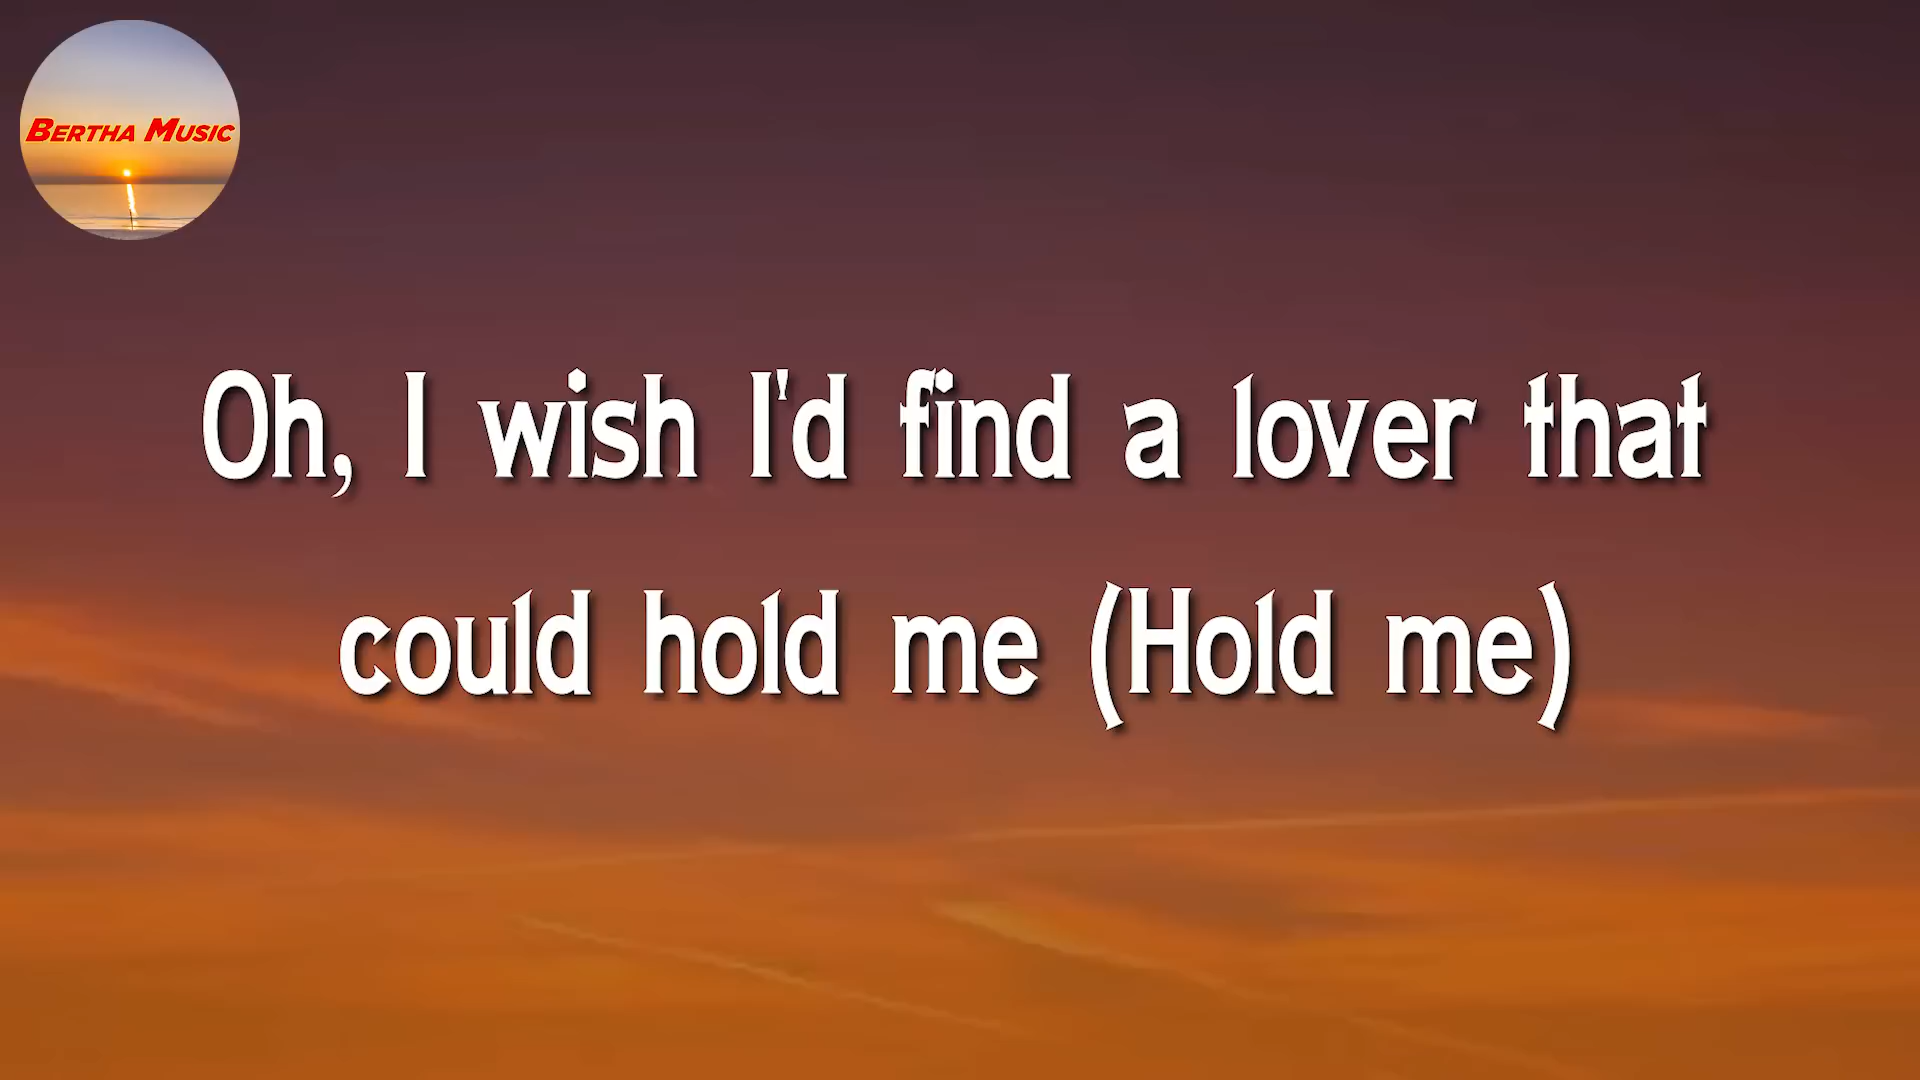 BERTHA MUSIC
Oh, I wish I'd find a lover that
could hold me (Hold me)